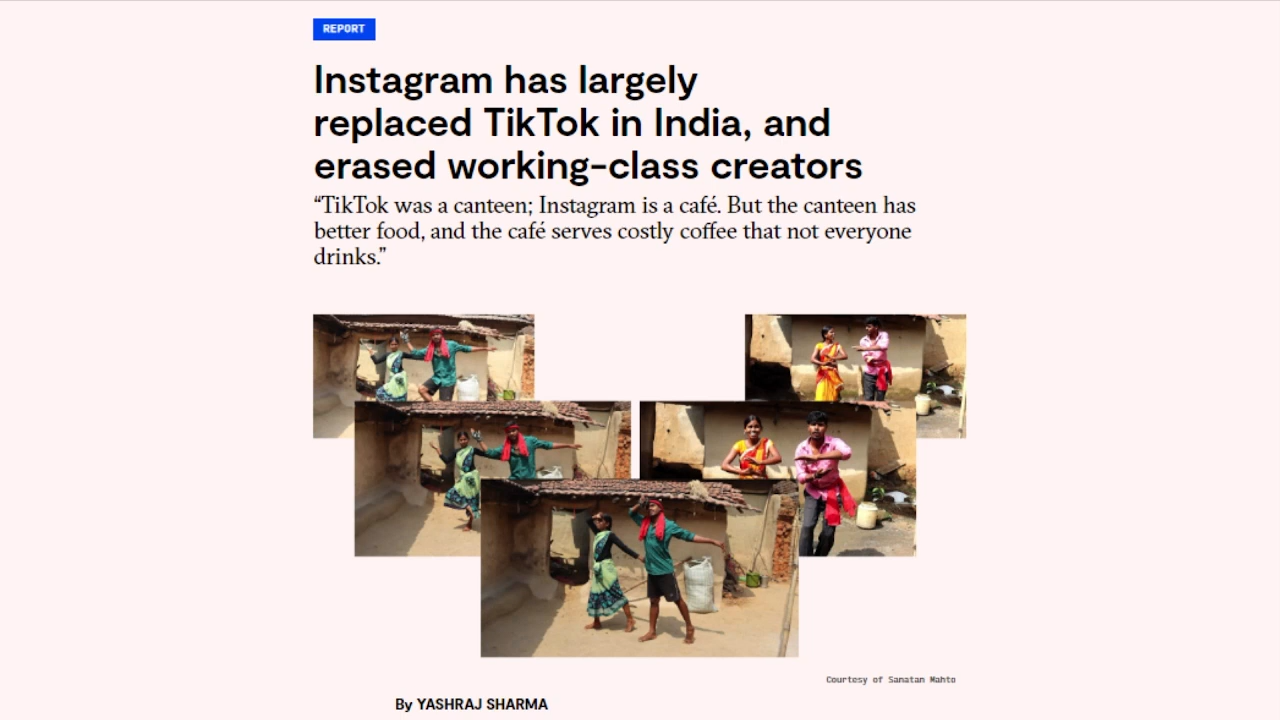 REPORT
Instagram has largely
replaced TikTok in India, and
erased working-class creators
“TikTok was a canteen; Instagram is a café. But the canteen has
better food, and the café serves costly coffee that not everyone
drinks.”
Courtesy of Sanatan Mahto
By YASHRAJ SHARMA